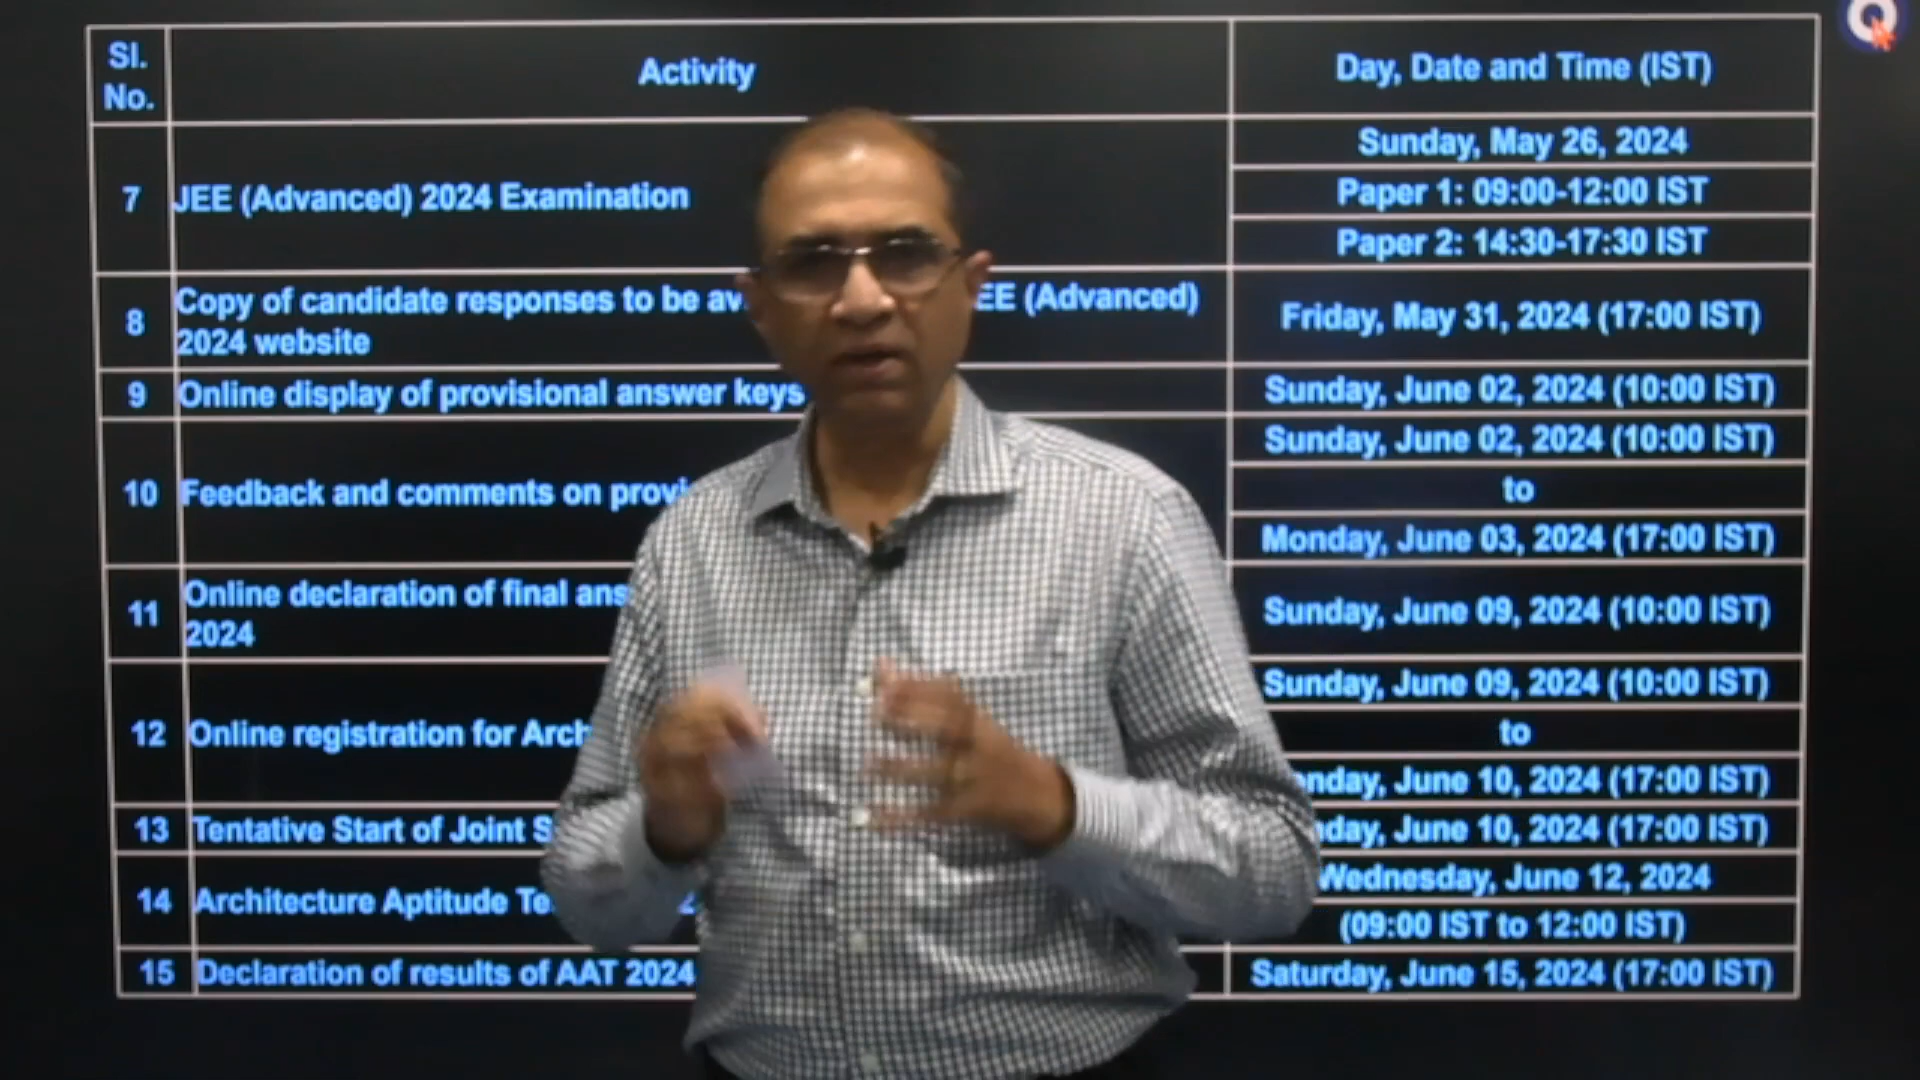 Sl.
No.
Activity
Day, Date and Time (IST)
7
JEE (Advanced) 2024 Examination
Sunday, May 26, 2024
Paper 1: 09:00-12:00 IST
Paper 2: 14:30-17:30 IST
8
Copy of candidate responses to be (Advanced)
2024 website
Friday, May 31, 2024 (17:00 IST)
9
Online display of provisional answer keys
Sunday, June 02, 2024 (10:00 IST)
10
Feedback and comments on
Sunday, June 02, 2024 (10:00 IST)
to
Monday, June 03, 2024 (17:00 IST)
11
Online declaration of final
2024
Sunday, June 09, 2024 (10:00 IST)
12
Online registration for
Sunday, June 09, 2024 (10:00 IST)
to
June 10, 2024 (17:00 IST)
13
Tentative Start of Joint
June 10, 2024 (17:00 IST)
14
Architecture Aptitude
Wednesday, June 12, 2024
(09:00 IST to 12:00 IST)
15
Declaration of results of AAT 2024
Saturday, June 15, 2024 (17:00 IST)